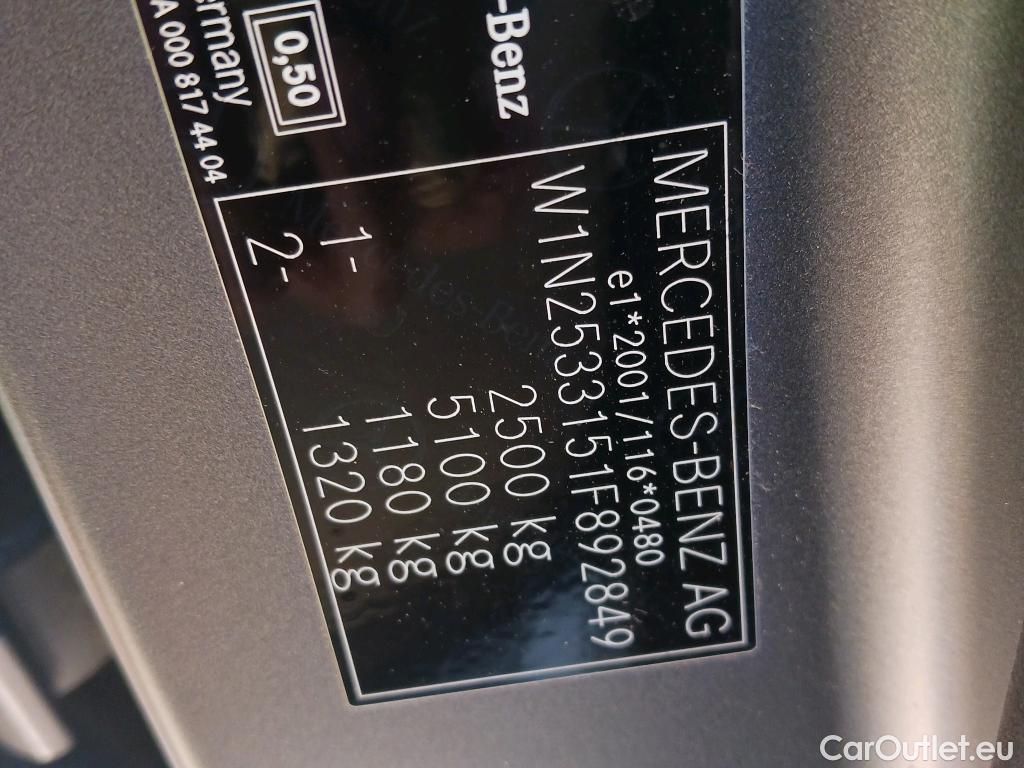 -Benz
0,50
ermany
A 000 817 44 04
MERCEDES-BENZ AG
e1*2001/116*0480
W1N2533151F892849
2500 kg
5100 kg
1- 1180 kg
2- 1320 kg
CarOutlet.eu